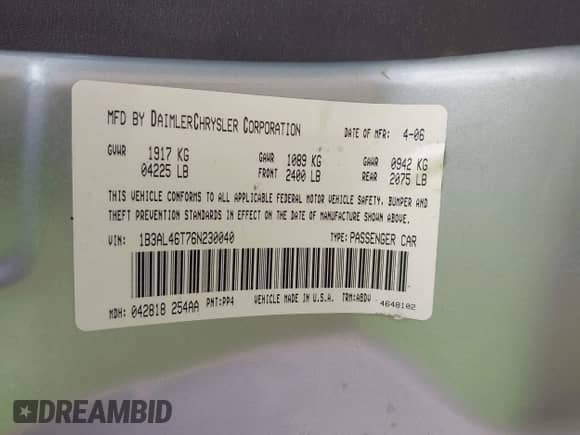 MFD BY DAIMLERCHRYSLER CORPORATION DATE OF MFR: 4-06
GVWR 1917 KG GAWR 1089 KG GAWR 0942 KG
04225 LB FRONT 2400 LB REAR 2075 LB
THIS VEHICLE CONFORMS TO ALL APPLICABLE FEDERAL MOTOR VEHICLE SAFETY, BUMPER AND
THEFT PREVENTION STANDARDS IN EFFECT ON THE DATE OF MANUFACTURE SHOWN ABOVE.
VIN: 1B3AL46T76N230040 TYPE: PASSENGER CAR
MDH: 042818 254AA PNT: PP4 VEHICLE MADE IN U.S.A. TRM: A8DV 4648102
DREAMBID